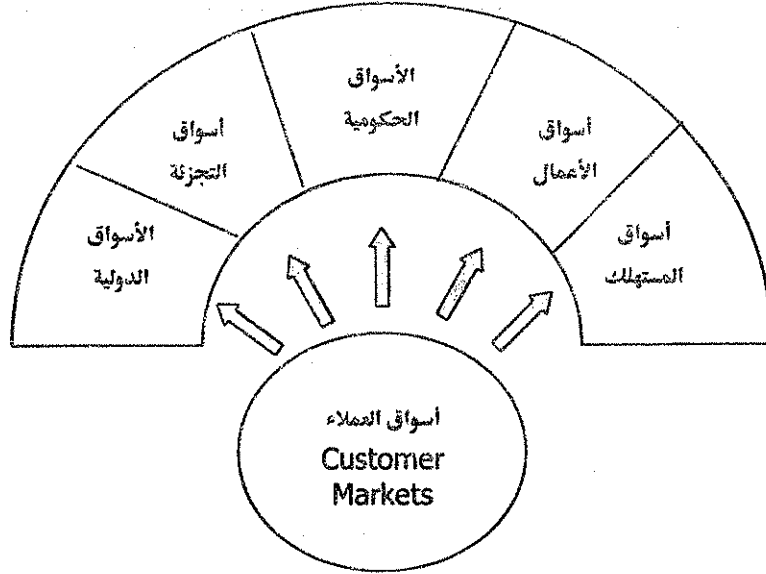 الأسواق
الحكومية
أسواق
التجزئة
أسواق
الأعمال
الأسواق
الدولية
أسواق
المستهلك
أسواق العملاء
Customer
Markets